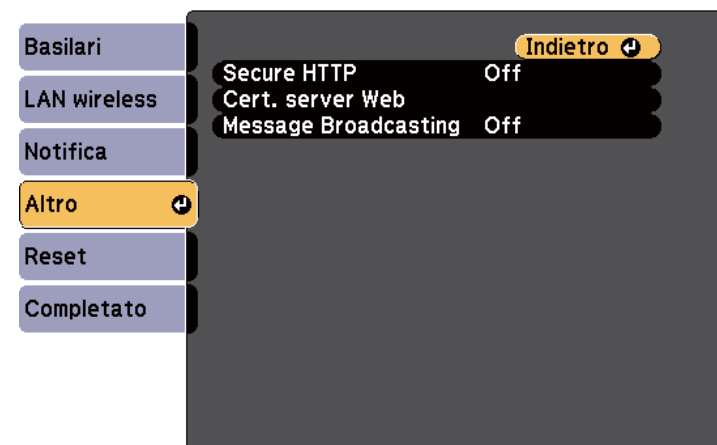 Basilari
LAN wireless
Notifica
Altro
Reset
Completato
Indietro
Secure HTTP Off
Cert. server Web
Message Broadcasting Off